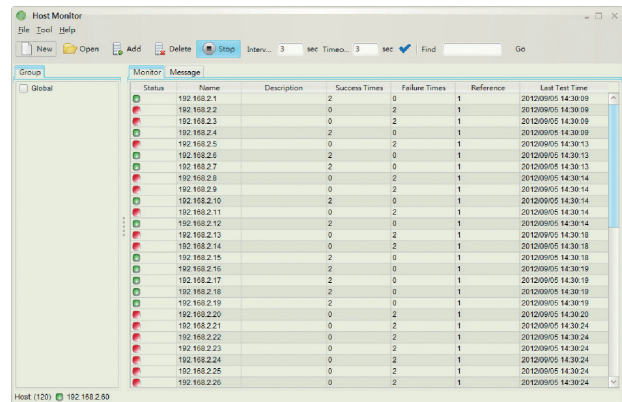 Host Monitor
File Tool Help
New Open Add Delete Stop Interv... 3 sec Timeo... 3 sec Find Go
Group Monitor Message
Global Status Name Description Success Times Failure Times Reference Last Test Time
192.168.2.1 2 0 1 2012/09/05 14:30:09
192.168.2.2 0 2 1 2012/09/05 14:30:09
192.168.2.3 0 2 1 2012/09/05 14:30:09
192.168.2.4 2 0 1 2012/09/05 14:30:09
192.168.2.5 0 2 1 2012/09/05 14:30:13
192.168.2.6 2 0 1 2012/09/05 14:30:13
192.168.2.7 2 0 1 2012/09/05 14:30:13
192.168.2.8 0 2 1 2012/09/05 14:30:14
192.168.2.9 0 2 1 2012/09/05 14:30:14
192.168.2.10 2 0 1 2012/09/05 14:30:14
192.168.2.11 0 2 1 2012/09/05 14:30:14
192.168.2.12 2 0 1 2012/09/05 14:30:14
192.168.2.13 0 2 1 2012/09/05 14:30:18
192.168.2.14 0 2 1 2012/09/05 14:30:18
192.168.2.15 2 0 1 2012/09/05 14:30:18
192.168.2.16 2 0 1 2012/09/05 14:30:19
192.168.2.17 2 0 1 2012/09/05 14:30:19
192.168.2.18 2 0 1 2012/09/05 14:30:19
192.168.2.19 2 0 1 2012/09/05 14:30:19
192.168.2.20 0 2 1 2012/09/05 14:30:20
192.168.2.21 0 2 1 2012/09/05 14:30:24
192.168.2.22 0 2 1 2012/09/05 14:30:24
192.168.2.23 0 2 1 2012/09/05 14:30:24
192.168.2.24 0 2 1 2012/09/05 14:30:24
192.168.2.25 0 2 1 2012/09/05 14:30:24
192.168.2.26 0 2 1 2012/09/05 14:30:24
Host: (120) 192.168.2.60